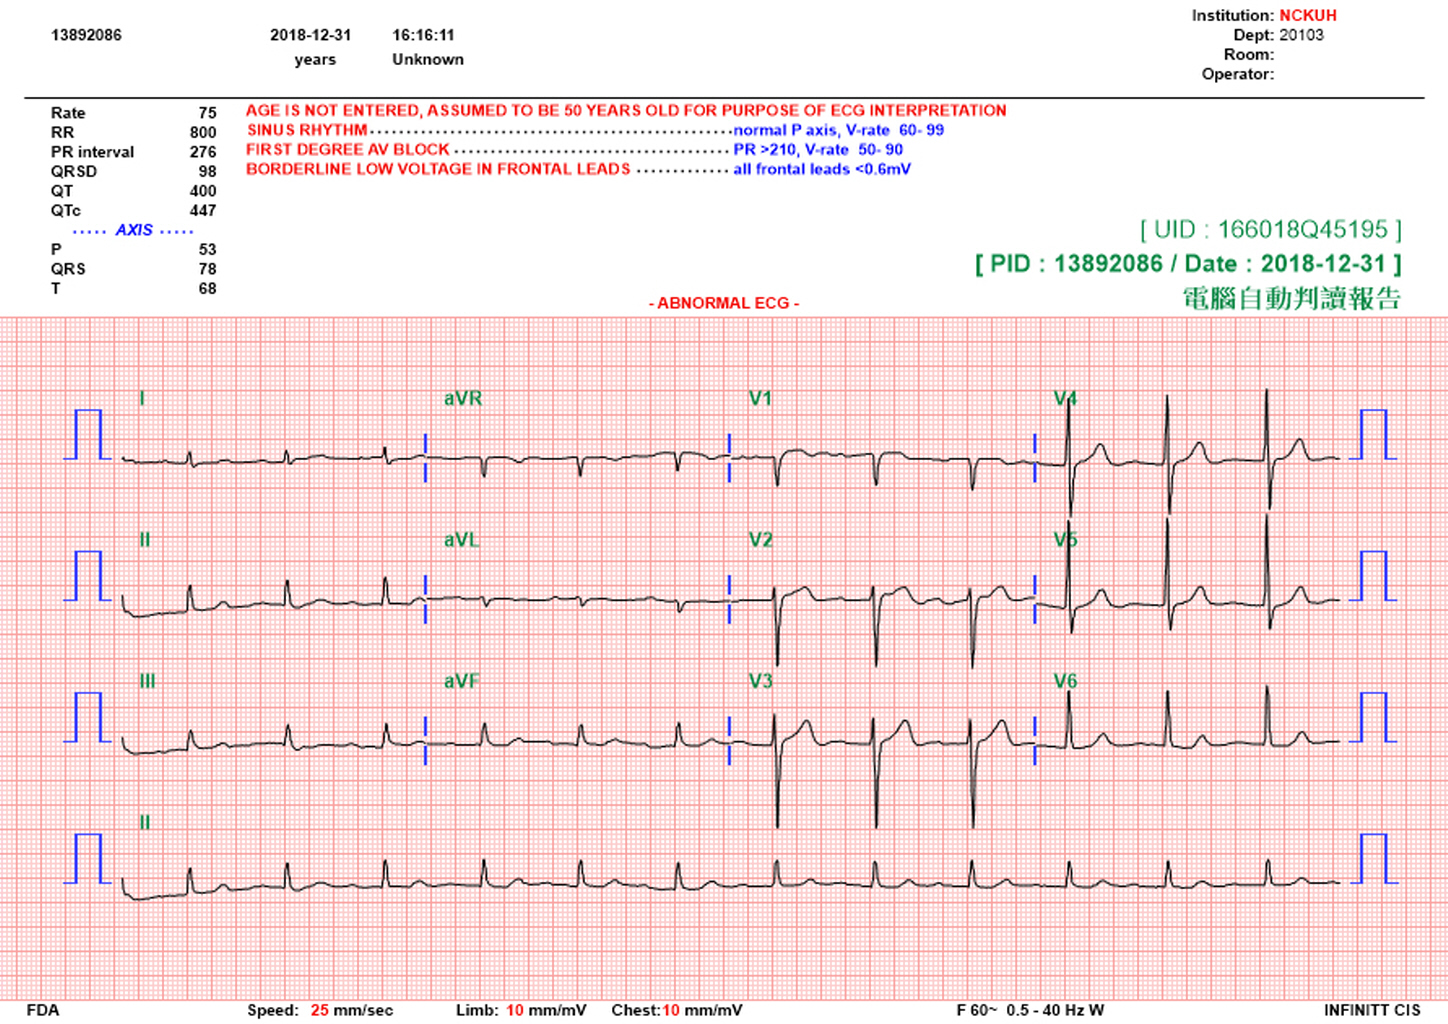 Institution: NCKUH
13892086 2018-12-31 16:16:11 Dept: 20103
years Unknown Room:
Operator:
Rate 75 AGE IS NOT ENTERED, ASSUMED TO BE 50 YEARS OLD FOR PURPOSE OF ECG INTERPRETATION
RR 800 SINUS RHYTHM normal P axis, V-rate 60- 99
PR interval 276 FIRST DEGREE AV BLOCK PR >210, V-rate 50- 90
QRSD 98 BORDERLINE LOW VOLTAGE IN FRONTAL LEADS all frontal leads <0.6mV
QT 400
QTc 447
AXIS
P 53
QRS 78
T 68
[ UID : 166018Q45195 ]
[ PID : 13892086 / Date : 2018-12-31 ]
電腦自動判讀報告
- ABNORMAL ECG -
I aVR V1 V4
II aVL V2 V5
III aVF V3 V6
II
FDA Speed: 25 mm/sec Limb: 10 mm/mV Chest:10 mm/mV F 60~ 0.5 - 40 Hz W INFINITT CIS